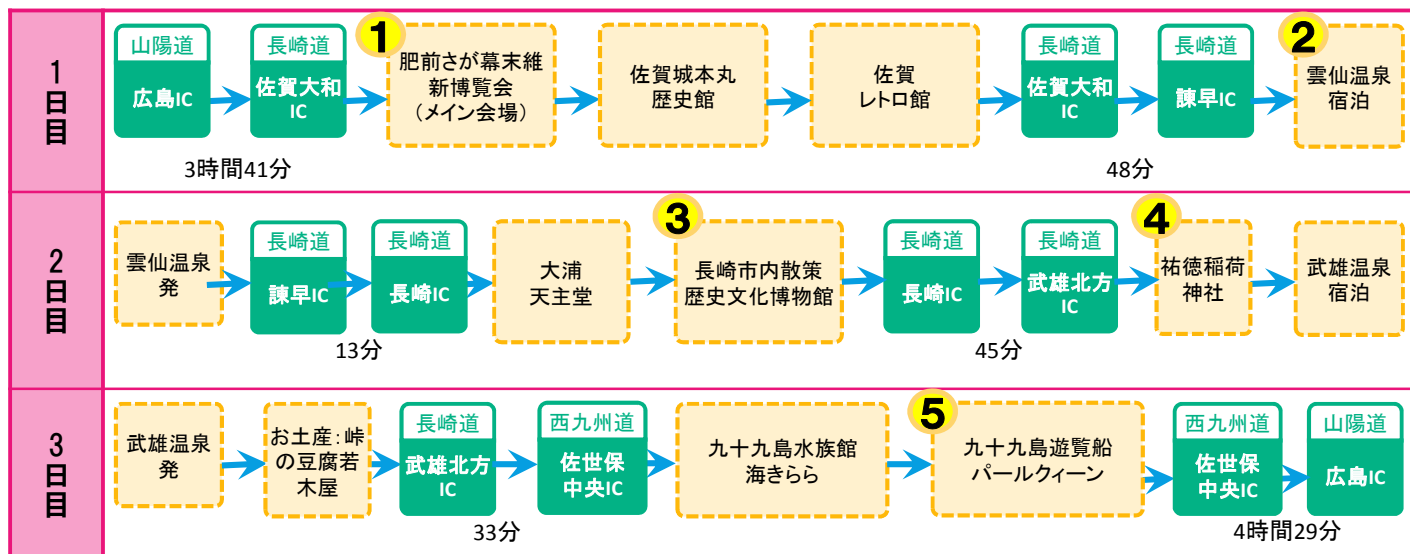 1日目
山陽道
広島IC
長崎道
佐賀大和
IC
1
肥前さが幕末維
新博覧会
(メイン会場)
佐賀城本丸
歴史館
佐賀
レトロ館
長崎道
佐賀大和
IC
長崎道
諫早IC
2
雲仙温泉
宿泊
3時間41分
48分
2日目
雲仙温泉
発
長崎道
諫早IC
長崎道
長崎IC
大浦
天主堂
3
長崎市内散策
歴史文化博物館
長崎道
長崎IC
長崎道
武雄北方
IC
4
祐徳稲荷
神社
武雄温泉
宿泊
13分
45分
3日目
武雄温泉
発
お土産:峠
の豆腐若
木屋
長崎道
武雄北方
IC
西九州道
佐世保
中央IC
九十九島水族館
海きらら
5
九十九島遊覧船
パールクィーン
西九州道
佐世保
中央IC
山陽道
広島IC
33分
4時間29分